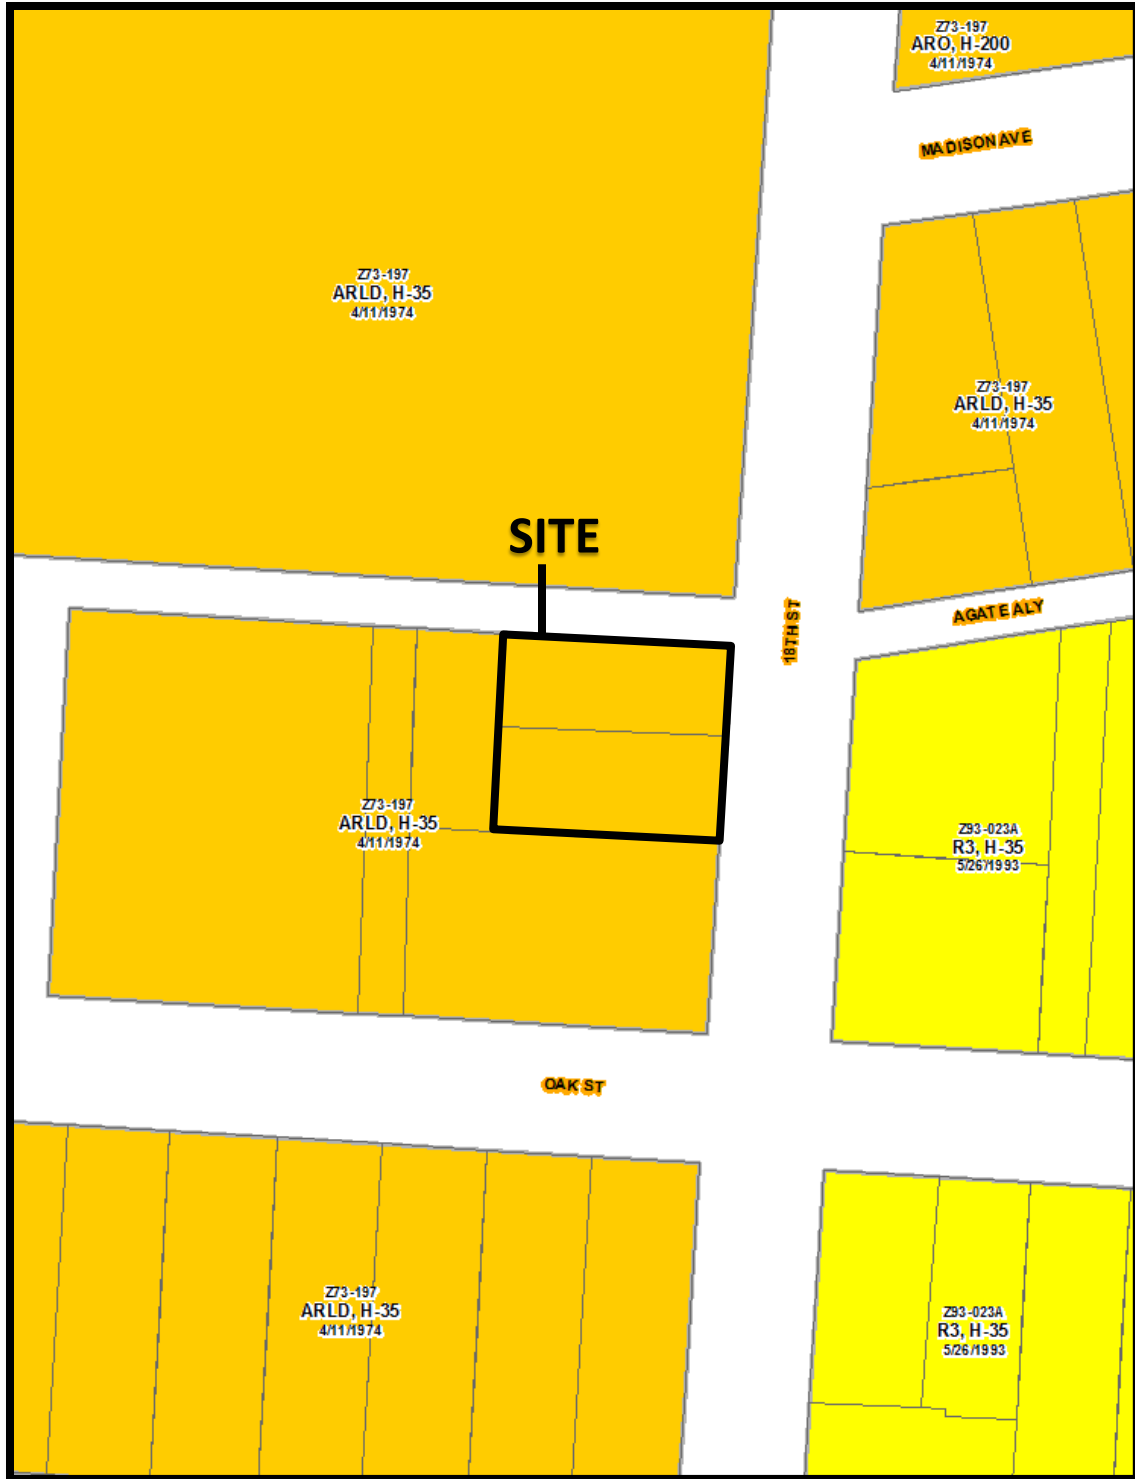 Z73-197
ARO, H-200
4/11/1974
MADISON AVE
Z73-197
ARLD, H-35
4/11/1974
Z73-197
ARLD, H-35
4/11/1974
SITE
18TH ST
AGATE ALY
Z73-197
ARLD, H-35
4/11/1974
Z93-023A
R3, H-35
5/26/1993
OAK ST
Z73-197
ARLD, H-35
4/11/1974
Z93-023A
R3, H-35
5/26/1993